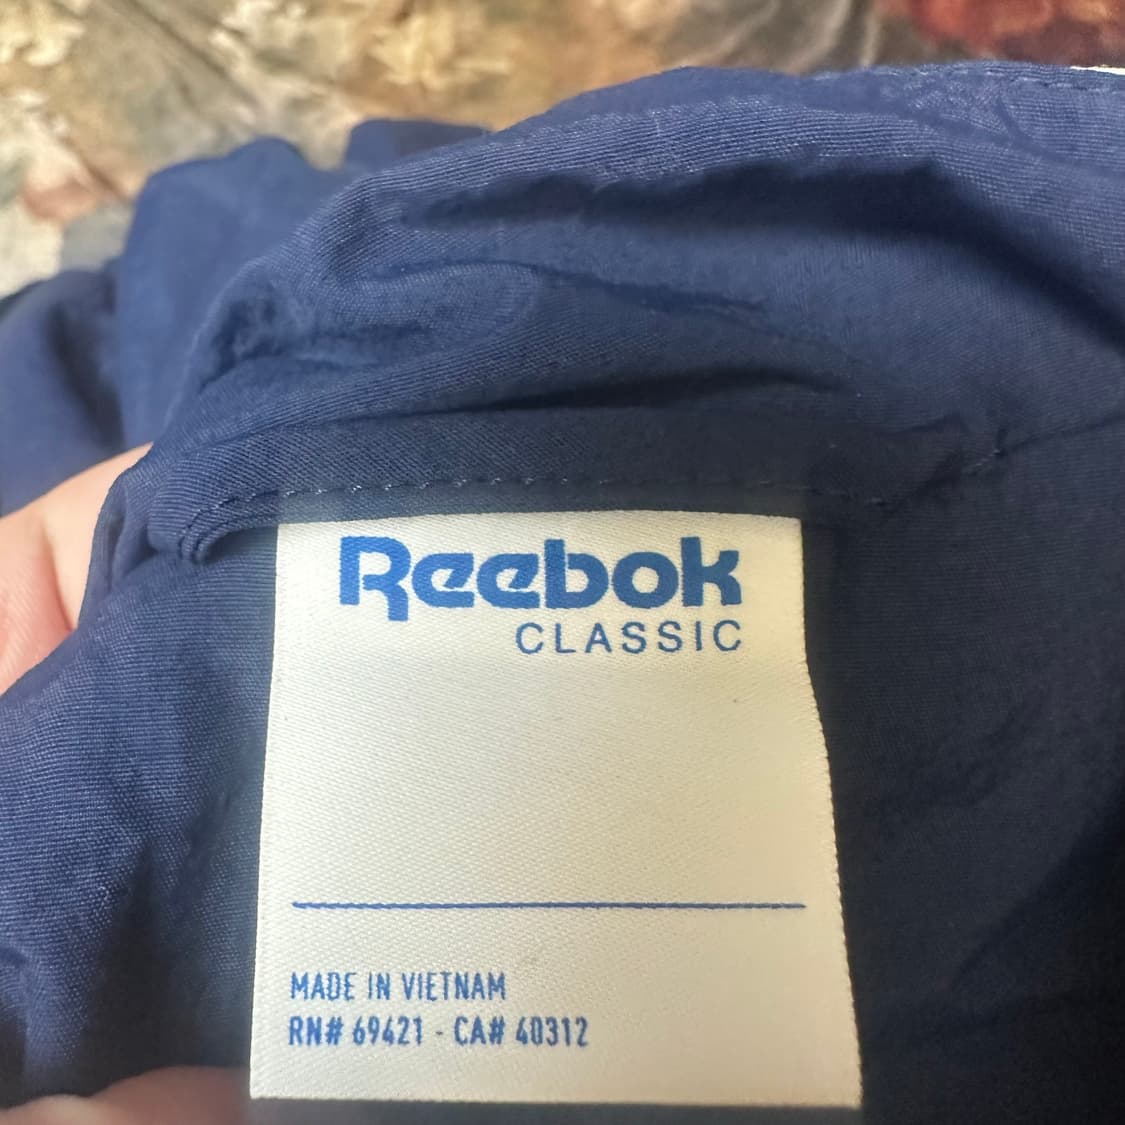 Reebok
CLASSIC
MADE IN VIETNAM
RN# 69421 - CA# 40312